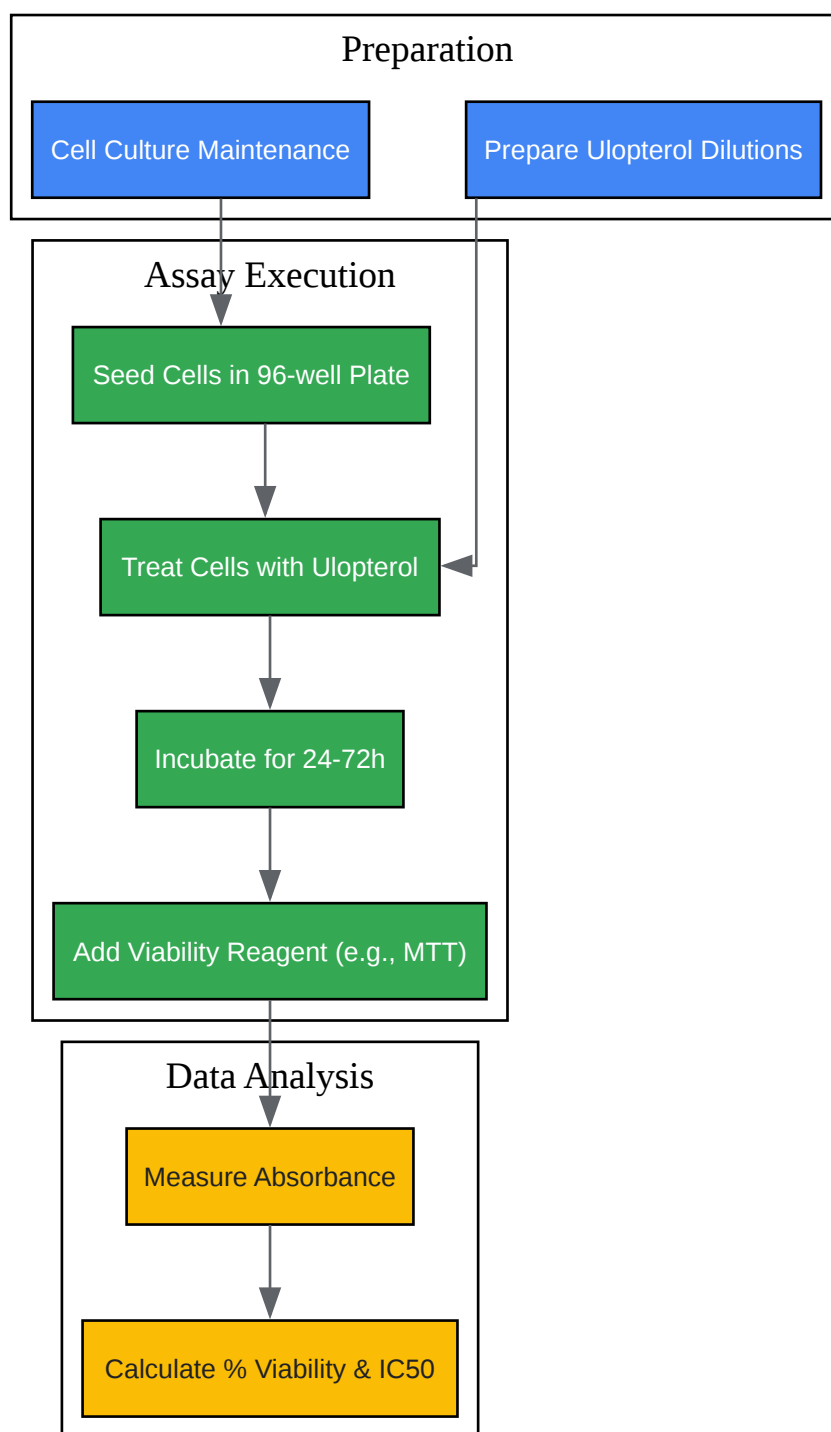 Preparation
Cell Culture Maintenance
Prepare Ulopterol Dilutions
Assay Execution
Seed Cells in 96-well Plate
Treat Cells with Ulopterol
Incubate for 24-72h
Add Viability Reagent (e.g., MTT)
Data Analysis
Measure Absorbance
Calculate % Viability & IC50